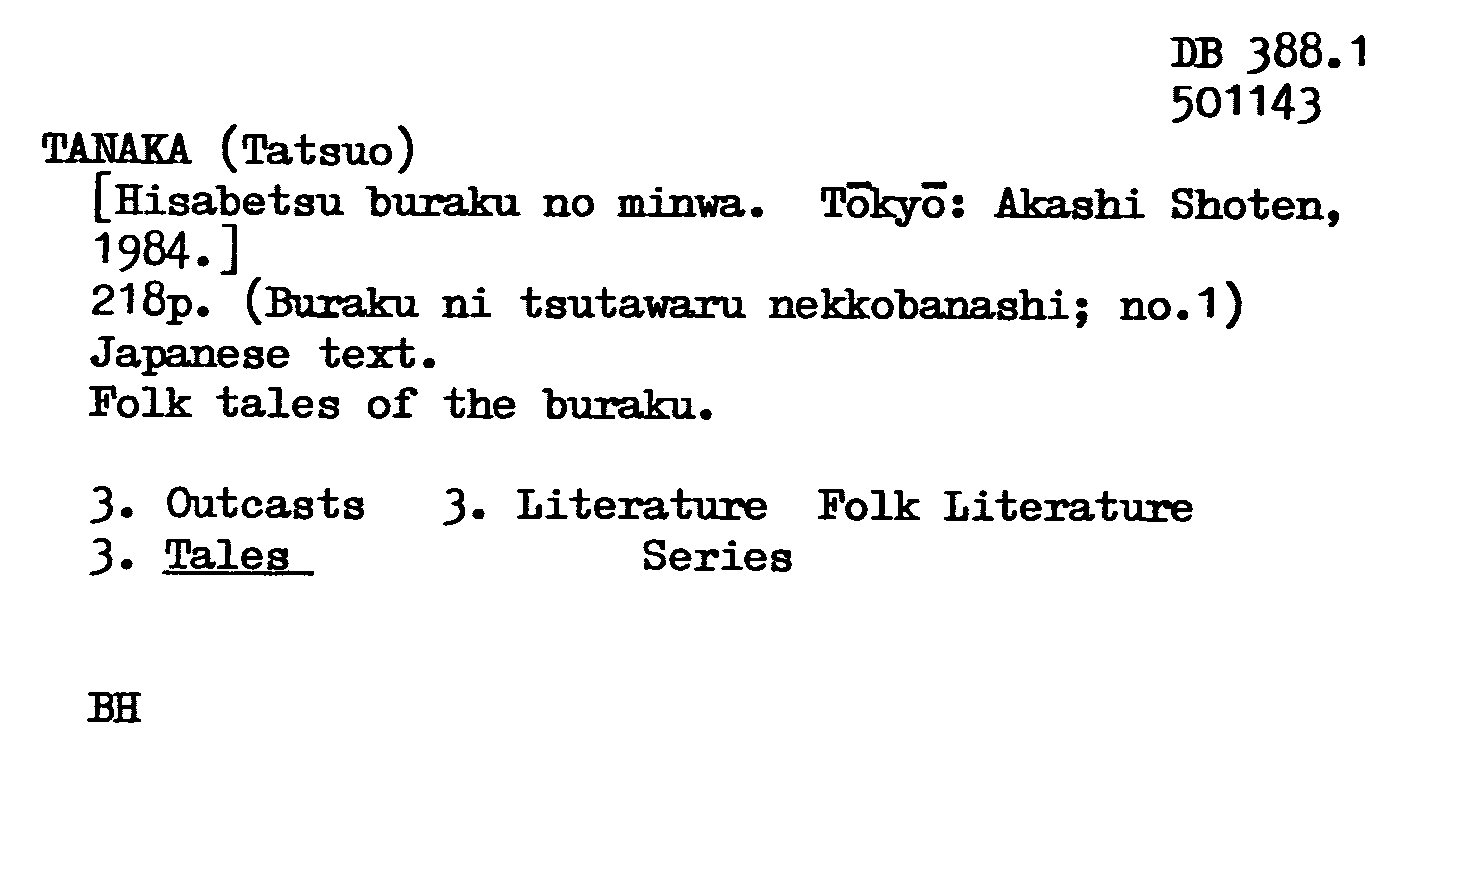 DB 388.1
501143
TANAKA (Tatsuo)
[Hisabetsu buraku no minwa. Tōkyō: Akashi Shoten,
1984.]
218p. (Buraku ni tsutawaru nekkobanashi; no.1)
Japanese text.
Folk tales of the buraku.
3. Outcasts 3. Literature Folk Literature
3. Tales Series
BH